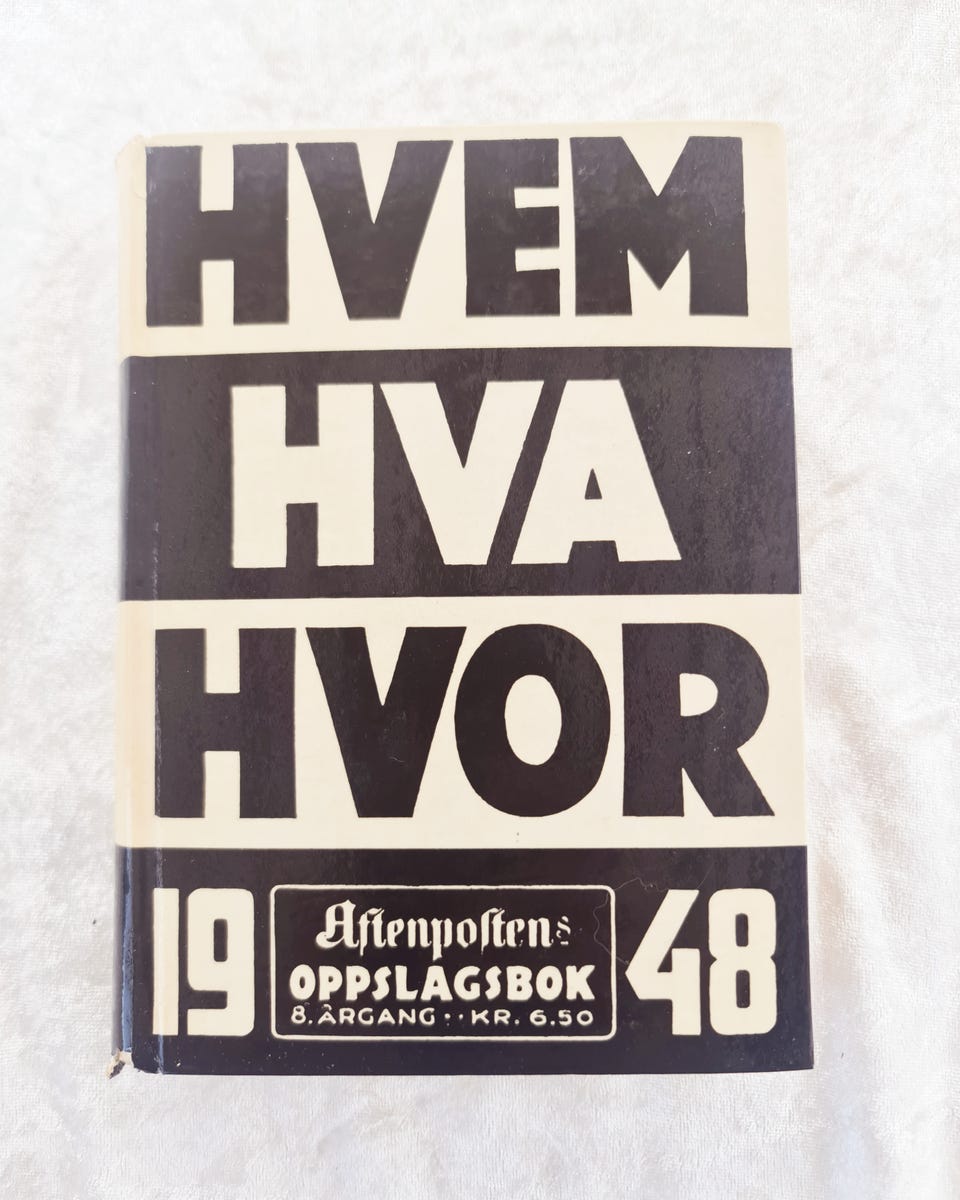 HVEM
HVA
HVOR
19
Aftenpostens
OPPSLAGSBOK
8. ÅRGANG · · KR. 6.50
48